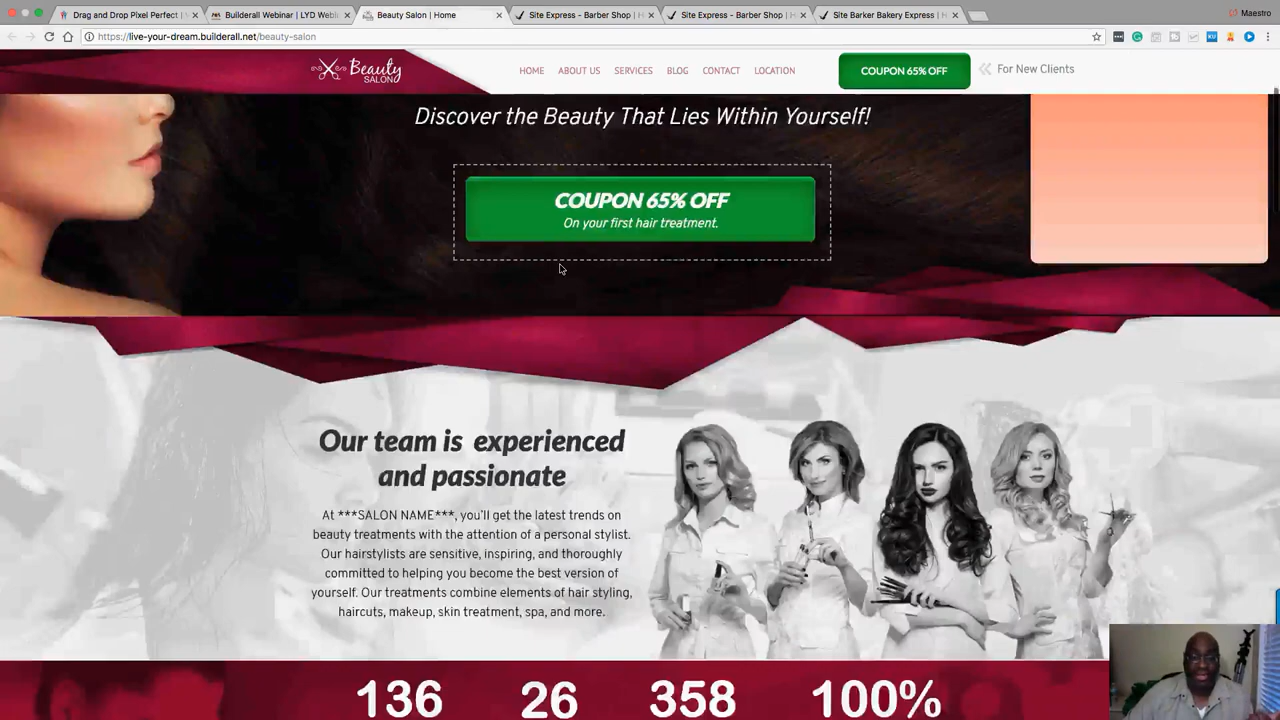 Drag and Drop Pixel Perfect |
Builderall Webinar | LYD Webi
Beauty Salon | Home
Site Express - Barber Shop | H
Site Express - Barber Shop | H
Site Barker Bakery Express | H
Maestro
https://live-your-dream.builderall.net/beauty-salon
Beauty
SALON
HOME
ABOUT US
SERVICES
BLOG
CONTACT
LOCATION
COUPON 65% OFF
For New Clients
Discover the Beauty That Lies Within Yourself!
COUPON 65% OFF
On your first hair treatment.
Our team is experienced
and passionate
At ***SALON NAME***, you'll get the latest trends on
beauty treatments with the attention of a personal stylist.
Our hairstylists are sensitive, inspiring, and thoroughly
committed to helping you become the best version of
yourself. Our treatments combine elements of hair styling,
haircuts, makeup, skin treatment, spa, and more.
136 26 358 100%